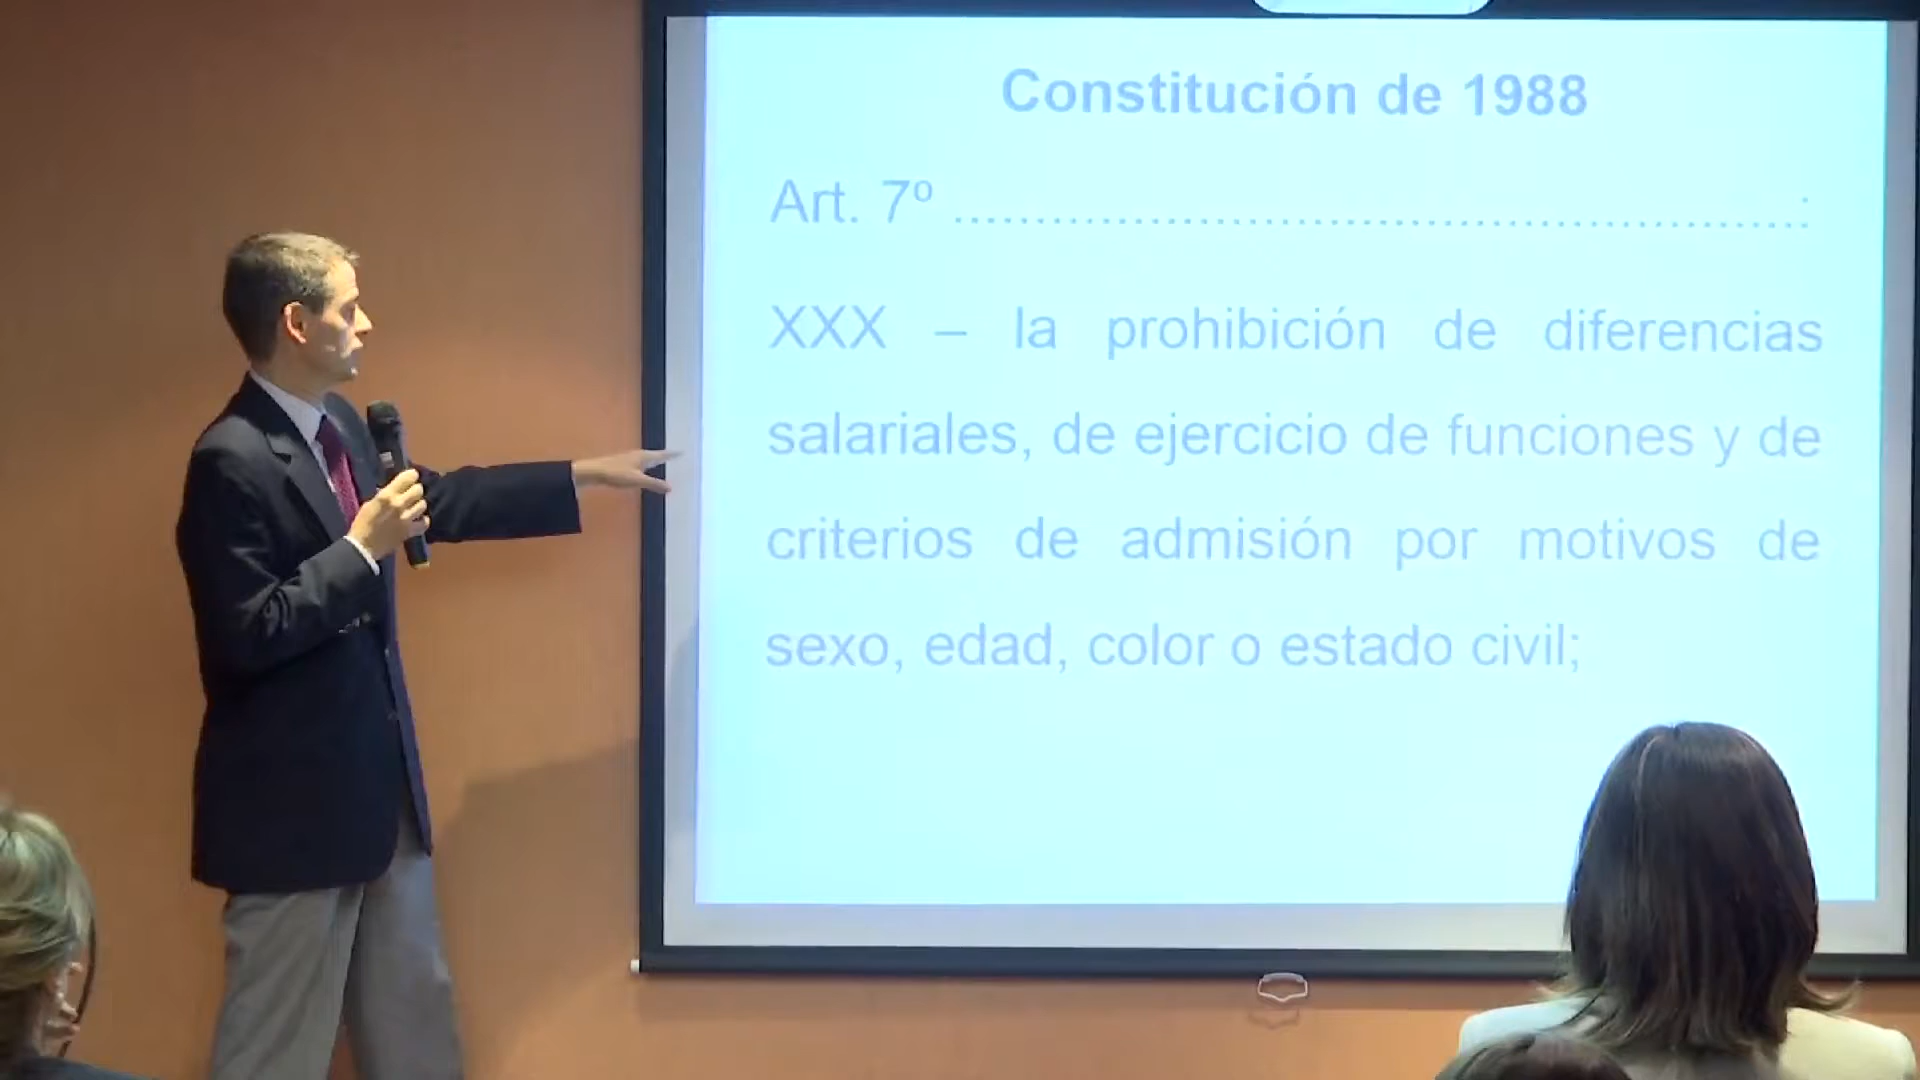 Constitución de 1988
Art. 7º ......................................................:
XXX – la prohibición de diferencias
salariales, de ejercicio de funciones y de
criterios de admisión por motivos de
sexo, edad, color o estado civil;